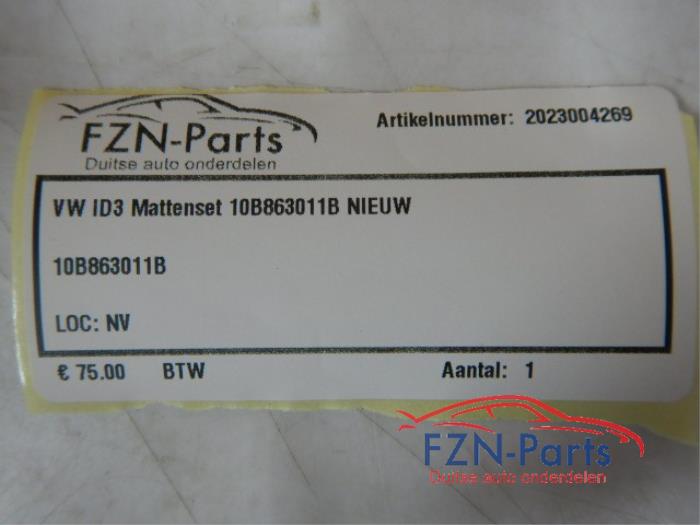 FZN-Parts
Duitse auto onderdelen
Artikelnummer: 2023004269
VW ID3 Mattenset 10B863011B NIEUW
10B863011B
LOC: NV
€ 75.00 BTW Aantal: 1
FZN-Parts
Duitse auto onderdelen